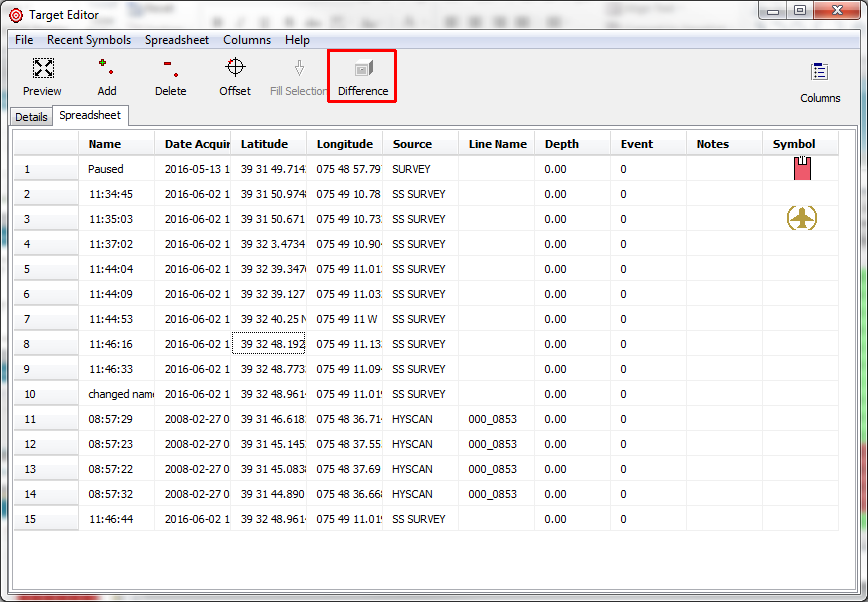 Target Editor
File Recent Symbols Spreadsheet Columns Help
Preview Add Delete Offset Fill Selection Difference Columns
Details Spreadsheet
Name Date Acquir Latitude Longitude Source Line Name Depth Event Notes Symbol
1 Paused 2016-05-13 1 39 31 49.714 075 48 57.79 SURVEY 0.00 0
2 11:34:45 2016-06-02 1 39 31 50.974 075 49 10.78 SS SURVEY 0.00 0
3 11:35:03 2016-06-02 1 39 31 50.671 075 49 10.73 SS SURVEY 0.00 0
4 11:37:02 2016-06-02 1 39 32 3.4734 075 49 10.90 SS SURVEY 0.00 0
5 11:44:04 2016-06-02 1 39 32 39.347 075 49 11.01 SS SURVEY 0.00 0
6 11:44:09 2016-06-02 1 39 32 39.127 075 49 11.03 SS SURVEY 0.00 0
7 11:44:53 2016-06-02 1 39 32 40.25 N 075 49 11 W SS SURVEY 0.00 0
8 11:46:16 2016-06-02 1 39 32 48.192 075 49 11.13 SS SURVEY 0.00 0
9 11:46:33 2016-06-02 1 39 32 48.773 075 49 11.09 SS SURVEY 0.00 0
10 changed name 2016-06-02 1 39 32 48.961 075 49 11.01 SS SURVEY 0.00 0
11 08:57:29 2008-02-27 0 39 31 46.618 075 48 36.71 HYSCAN 000_0853 0.00 0
12 08:57:23 2008-02-27 0 39 31 45.145 075 48 37.55 HYSCAN 000_0853 0.00 0
13 08:57:22 2008-02-27 0 39 31 45.083 075 48 37.69 HYSCAN 000_0853 0.00 0
14 08:57:32 2008-02-27 0 39 31 44.890 075 48 36.66 HYSCAN 000_0853 0.00 0
15 11:46:44 2016-06-02 1 39 32 48.961 075 49 11.01 SS SURVEY 0.00 0